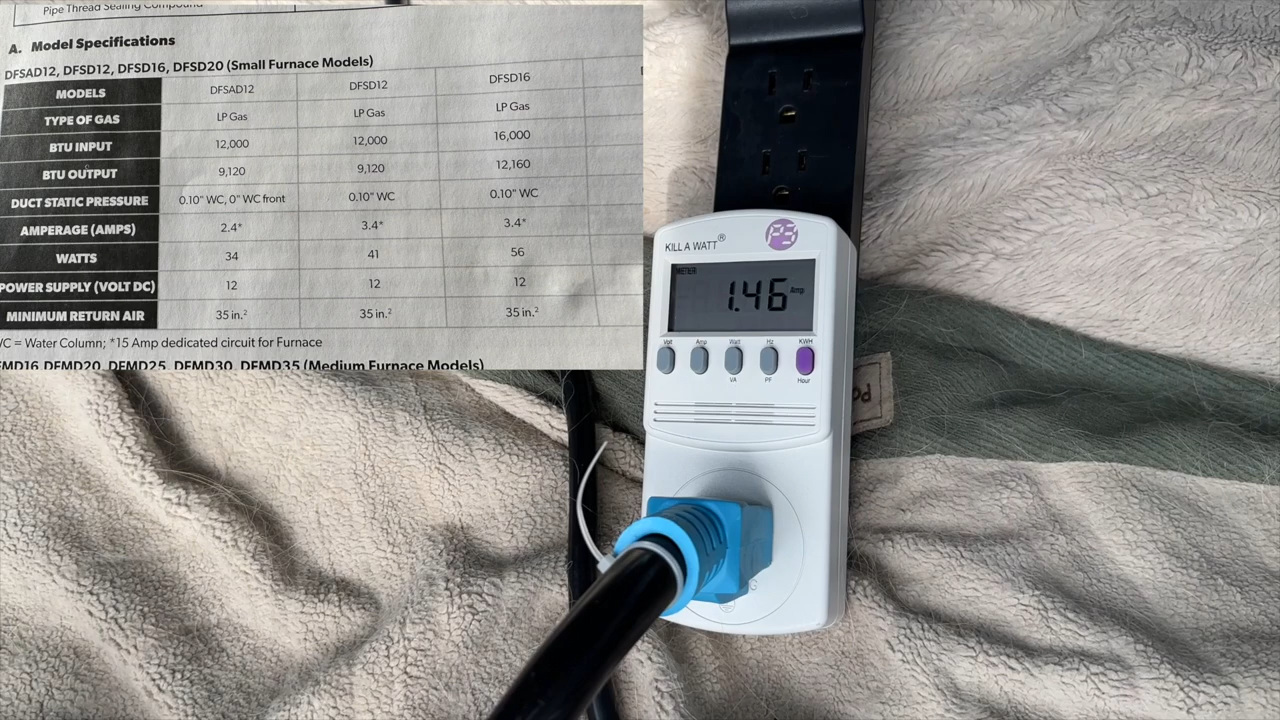 Pipe Thread Sealing Compound
A. Model Specifications
DFSAD12, DFSD12, DFSD16, DFSD20 (Small Furnace Models)
MODELS DFSAD12 DFSD12 DFSD16
TYPE OF GAS LP Gas LP Gas LP Gas
BTU INPUT 12,000 12,000 16,000
BTU OUTPUT 9,120 9,120 12,160
DUCT STATIC PRESSURE 0.10" WC, 0" WC front 0.10" WC 0.10" WC
AMPERAGE (AMPS) 2.4* 3.4* 3.4*
WATTS 34 41 56
POWER SUPPLY (VOLT DC) 12 12 12
MINIMUM RETURN AIR 35 in.² 35 in.² 35 in.²
WC = Water Column; *15 Amp dedicated circuit for Furnace
FMD16 DFMD20, DFMD25, DFMD30, DFMD35 (Medium Furnace Models)
KILL A WATT®
P3
METER
1.46 Amp
Volt Amp Watt Hz KWH
VA PF Hour